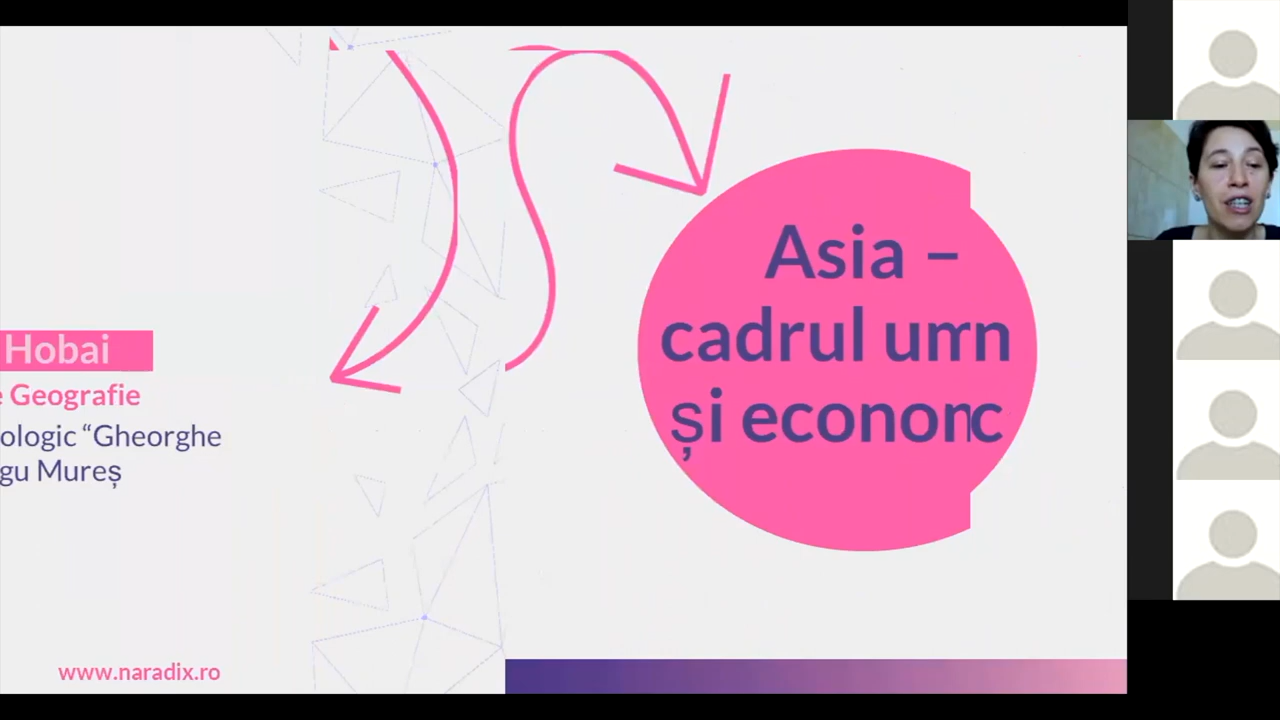 Hobai
Geografie
ologic “Gheorghe
gu Mureș
www.naradix.ro
Asia –
cadrul umn
și econonc